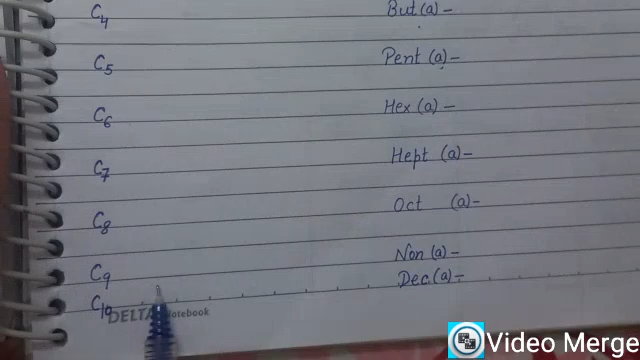 C4 But(a)-
C5 Pent (a)-
C6 Hex (a)-
C7 Hept (a)-
C8 Oct (a)-
C9 Non (a)-
C10 Dec(a)-
DELTA Notebook
Video Merge